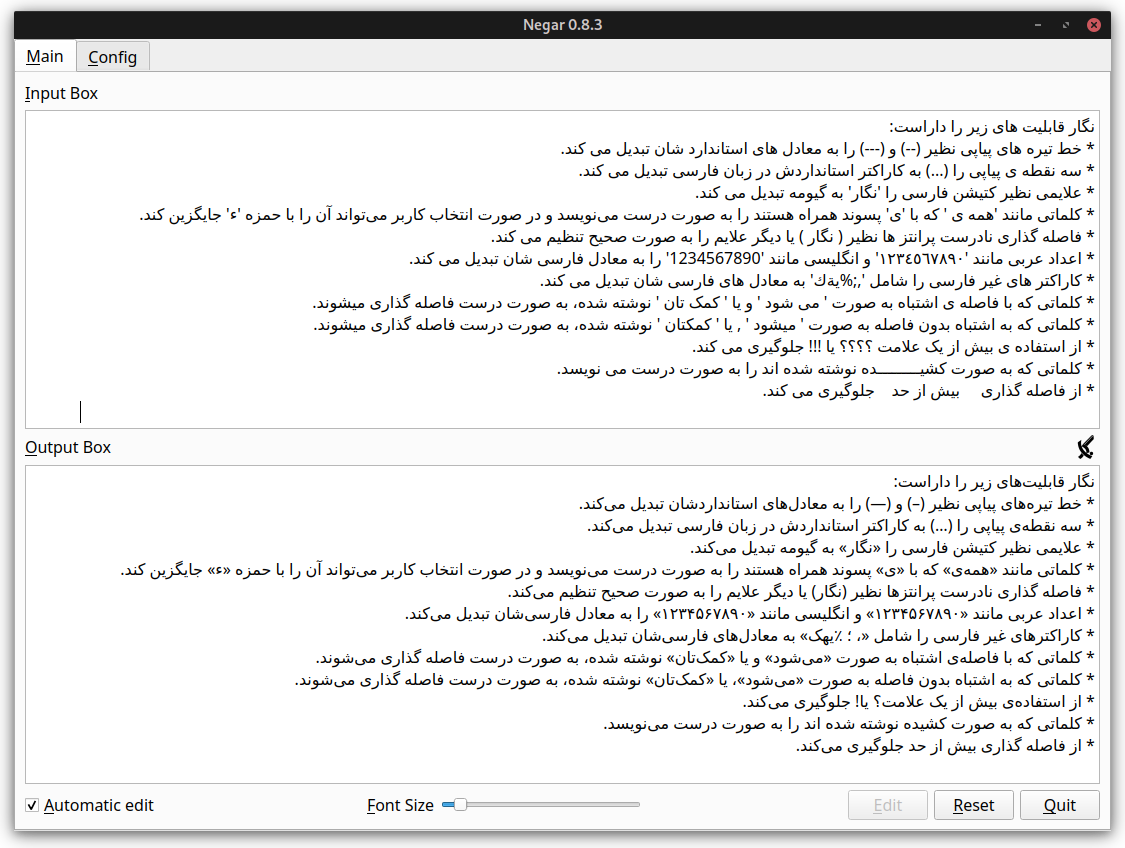 Negar 0.8.3
Main
Config
Input Box
نگار قابلیت های زیر را داراست:
* خط تیره های پیاپی نظیر (--) و (---) را به معادل های استاندارد شان تبدیل می کند.
* سه نقطه ی پیاپی را (...) به کاراکتر استانداردش در زبان فارسی تبدیل می کند.
* علایمی نظیر کتیشن فارسی را 'نگار' به گیومه تبدیل می کند.
* کلماتی مانند 'همه ی ' که با 'ی' پسوند همراه هستند را به صورت درست می‌نویسد و در صورت انتخاب کاربر می‌تواند آن را با حمزه 'ء' جایگزین کند.
* فاصله گذاری نادرست پرانتز ها نظیر ( نگار ) یا دیگر علایم را به صورت صحیح تنظیم می کند.
* اعداد عربی مانند '١٢٣٤٥٦٧٨٩٠' و انگلیسی مانند '1234567890' را به معادل فارسی شان تبدیل می کند.
* کاراکتر های غیر فارسی را شامل ',;%يةك' به معادل های فارسی شان تبدیل می کند.
* کلماتی که با فاصله ی اشتباه به صورت ' می شود ' و یا ' کمک تان ' نوشته شده، به صورت درست فاصله گذاری میشوند.
* کلماتی که به اشتباه بدون فاصله به صورت ' میشود ' , یا ' کمکتان ' نوشته شده، به صورت درست فاصله گذاری میشوند.
* از استفاده ی بیش از یک علامت ؟؟؟؟ یا !!! جلوگیری می کند.
* کلماتی که به صورت کشیـــــــــده نوشته شده اند را به صورت درست می نویسد.
* از فاصله گذاری     بیش از حد    جلوگیری می کند.
Output Box
نگار قابلیت‌های زیر را داراست:
* خط تیره‌های پیاپی نظیر (–) و (—) را به معادل‌های استانداردشان تبدیل می‌کند.
* سه نقطه‌ی پیاپی را (…) به کاراکتر استانداردش در زبان فارسی تبدیل می‌کند.
* علایمی نظیر کتیشن فارسی را «نگار» به گیومه تبدیل می‌کند.
* کلماتی مانند «همه‌ی» که با «ی» پسوند همراه هستند را به صورت درست می‌نویسد و در صورت انتخاب کاربر می‌تواند آن را با حمزه «ء» جایگزین کند.
* فاصله گذاری نادرست پرانتزها نظیر (نگار) یا دیگر علایم را به صورت صحیح تنظیم می‌کند.
* اعداد عربی مانند «۱۲۳۴۵۶۷۸۹۰» و انگلیسی مانند «۱۲۳۴۵۶۷۸۹۰» را به معادل فارسی‌شان تبدیل می‌کند.
* کاراکترهای غیر فارسی را شامل «، ؛ ٪یهک» به معادل‌های فارسی‌شان تبدیل می‌کند.
* کلماتی که با فاصله‌ی اشتباه به صورت «می‌شود» و یا «کمک‌تان» نوشته شده، به صورت درست فاصله گذاری می‌شوند.
* کلماتی که به اشتباه بدون فاصله به صورت «می‌شود»، یا «کمک‌تان» نوشته شده، به صورت درست فاصله گذاری می‌شوند.
* از استفاده‌ی بیش از یک علامت؟ یا! جلوگیری می‌کند.
* کلماتی که به صورت کشیده نوشته شده اند را به صورت درست می‌نویسد.
* از فاصله گذاری بیش از حد جلوگیری می‌کند.
Automatic edit
Font Size
Edit
Reset
Quit